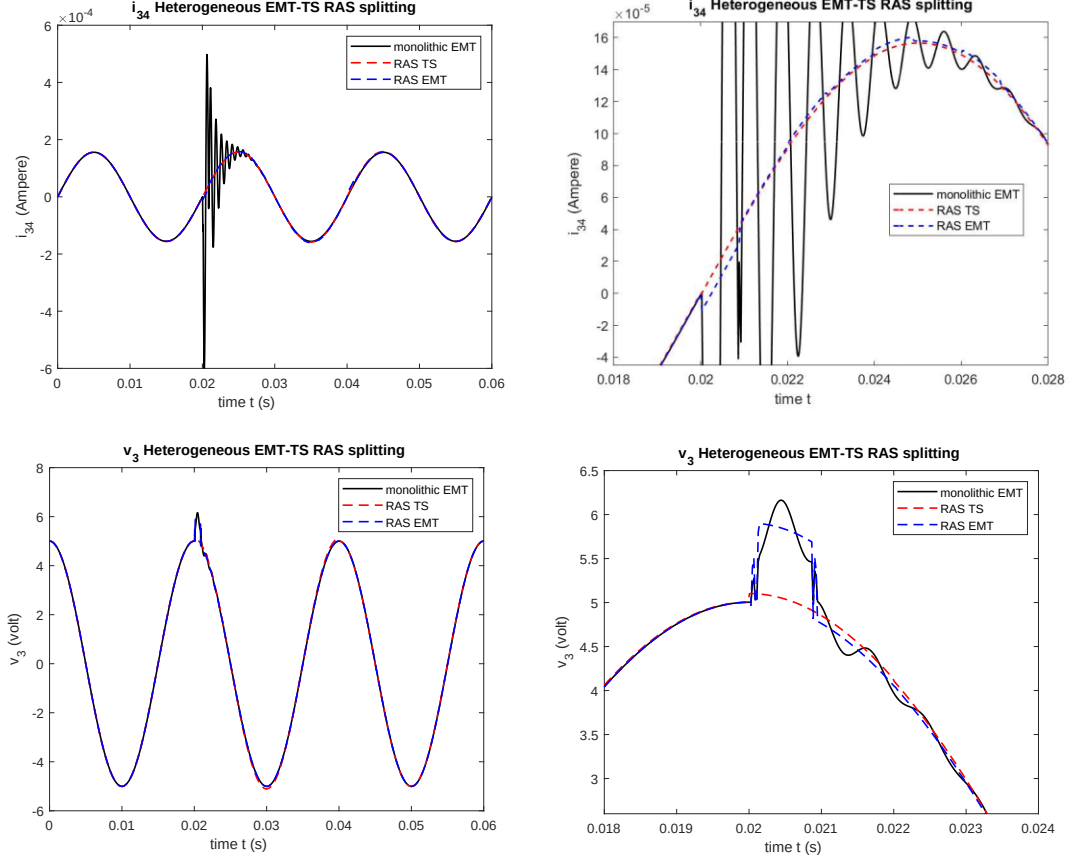 i34 Heterogeneous EMT-TS RAS splitting
×10-4
6
4
2
0
-2
-4
-6
i34 (Ampere)
monolithic EMT
RAS TS
RAS EMT
0
0.01
0.02
0.03
0.04
0.05
0.06
time t (s)
i34 Heterogeneous EMT-TS RAS splitting
×10-5
16
14
12
10
8
6
4
2
0
-2
-4
i34 (Ampere)
monolithic EMT
RAS TS
RAS EMT
0.018
0.02
0.022
0.024
0.026
0.028
time t
v3 Heterogeneous EMT-TS RAS splitting
8
6
4
2
0
-2
-4
-6
v3 (volt)
monolithic EMT
RAS TS
RAS EMT
0
0.01
0.02
0.03
0.04
0.05
0.06
time t (s)
v3 Heterogeneous EMT-TS RAS splitting
6.5
6
5.5
5
4.5
4
3.5
3
v3 (volt)
monolithic EMT
RAS TS
RAS EMT
0.018
0.019
0.02
0.021
0.022
0.023
0.024
time t (s)